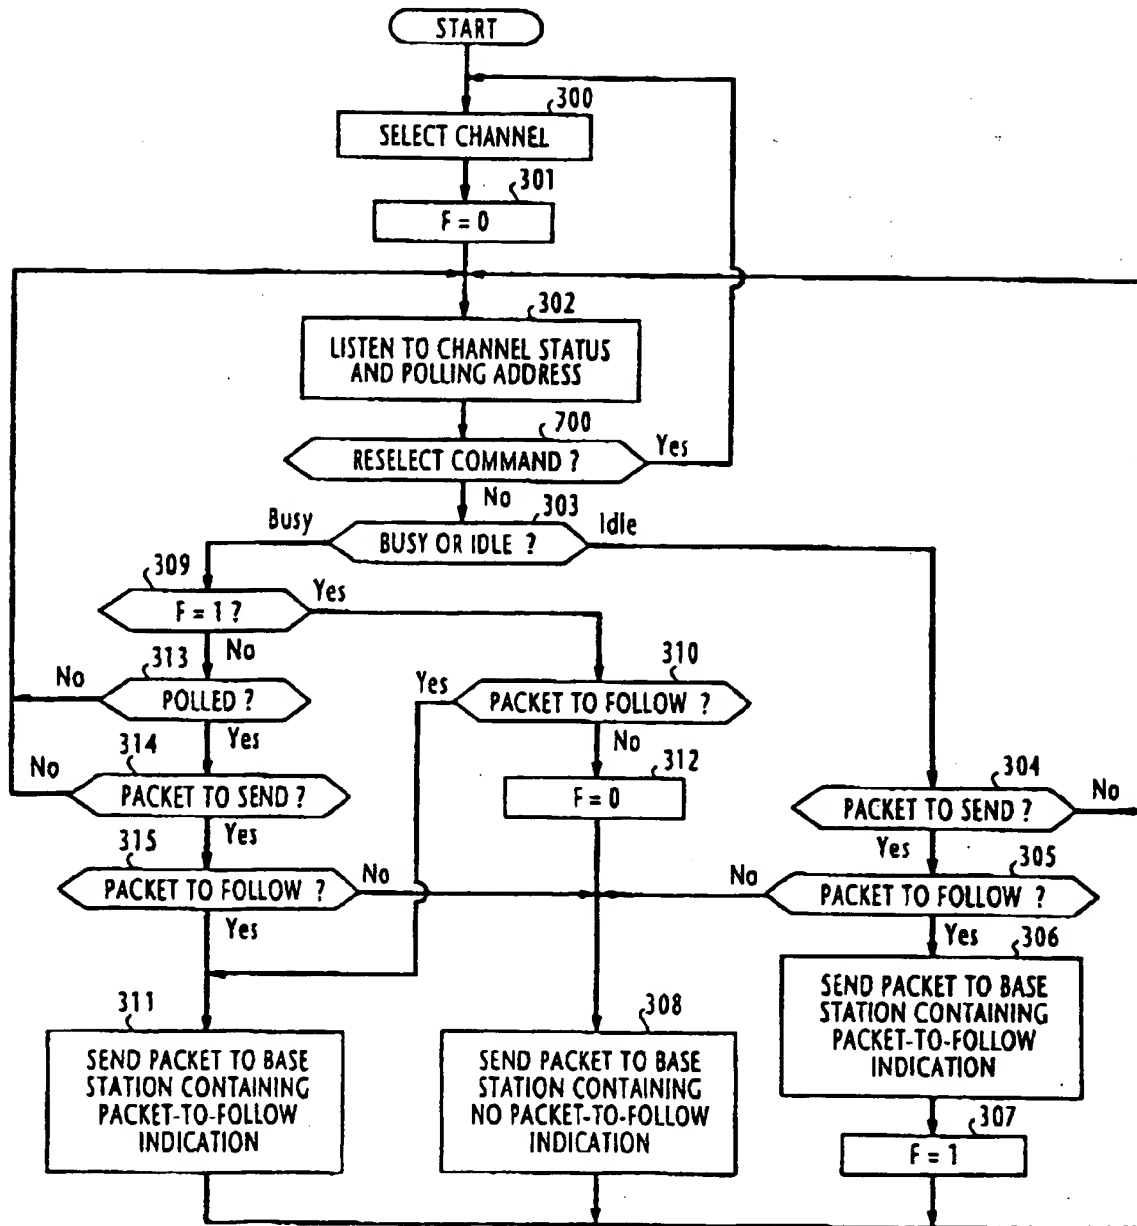 START
300
SELECT CHANNEL
301
F = 0
302
LISTEN TO CHANNEL STATUS
AND POLLING ADDRESS
700
RESELECT COMMAND ?
Yes
No
303
Busy
BUSY OR IDLE ?
Idle
309
F = 1 ?
Yes
No
313
No
POLLED ?
Yes
310
Yes
PACKET TO FOLLOW ?
No
314
No
PACKET TO SEND ?
Yes
312
F = 0
304
PACKET TO SEND ?
No
Yes
315
PACKET TO FOLLOW ?
No
Yes
305
No
PACKET TO FOLLOW ?
Yes
306
SEND PACKET TO BASE
STATION CONTAINING
PACKET-TO-FOLLOW
INDICATION
311
SEND PACKET TO BASE
STATION CONTAINING
PACKET-TO-FOLLOW
INDICATION
308
SEND PACKET TO BASE
STATION CONTAINING
NO PACKET-TO-FOLLOW
INDICATION
307
F = 1